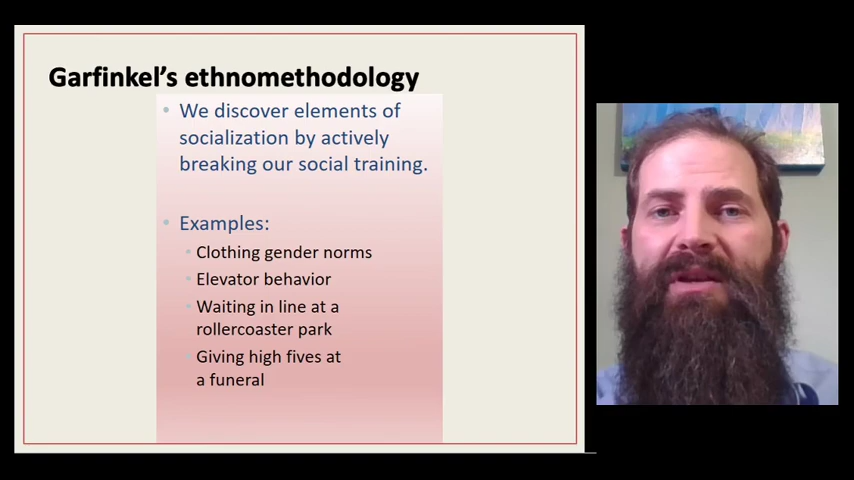 Garfinkel's ethnomethodology
We discover elements of
socialization by actively
breaking our social training.
Examples:
Clothing gender norms
Elevator behavior
Waiting in line at a
rollercoaster park
Giving high fives at
a funeral